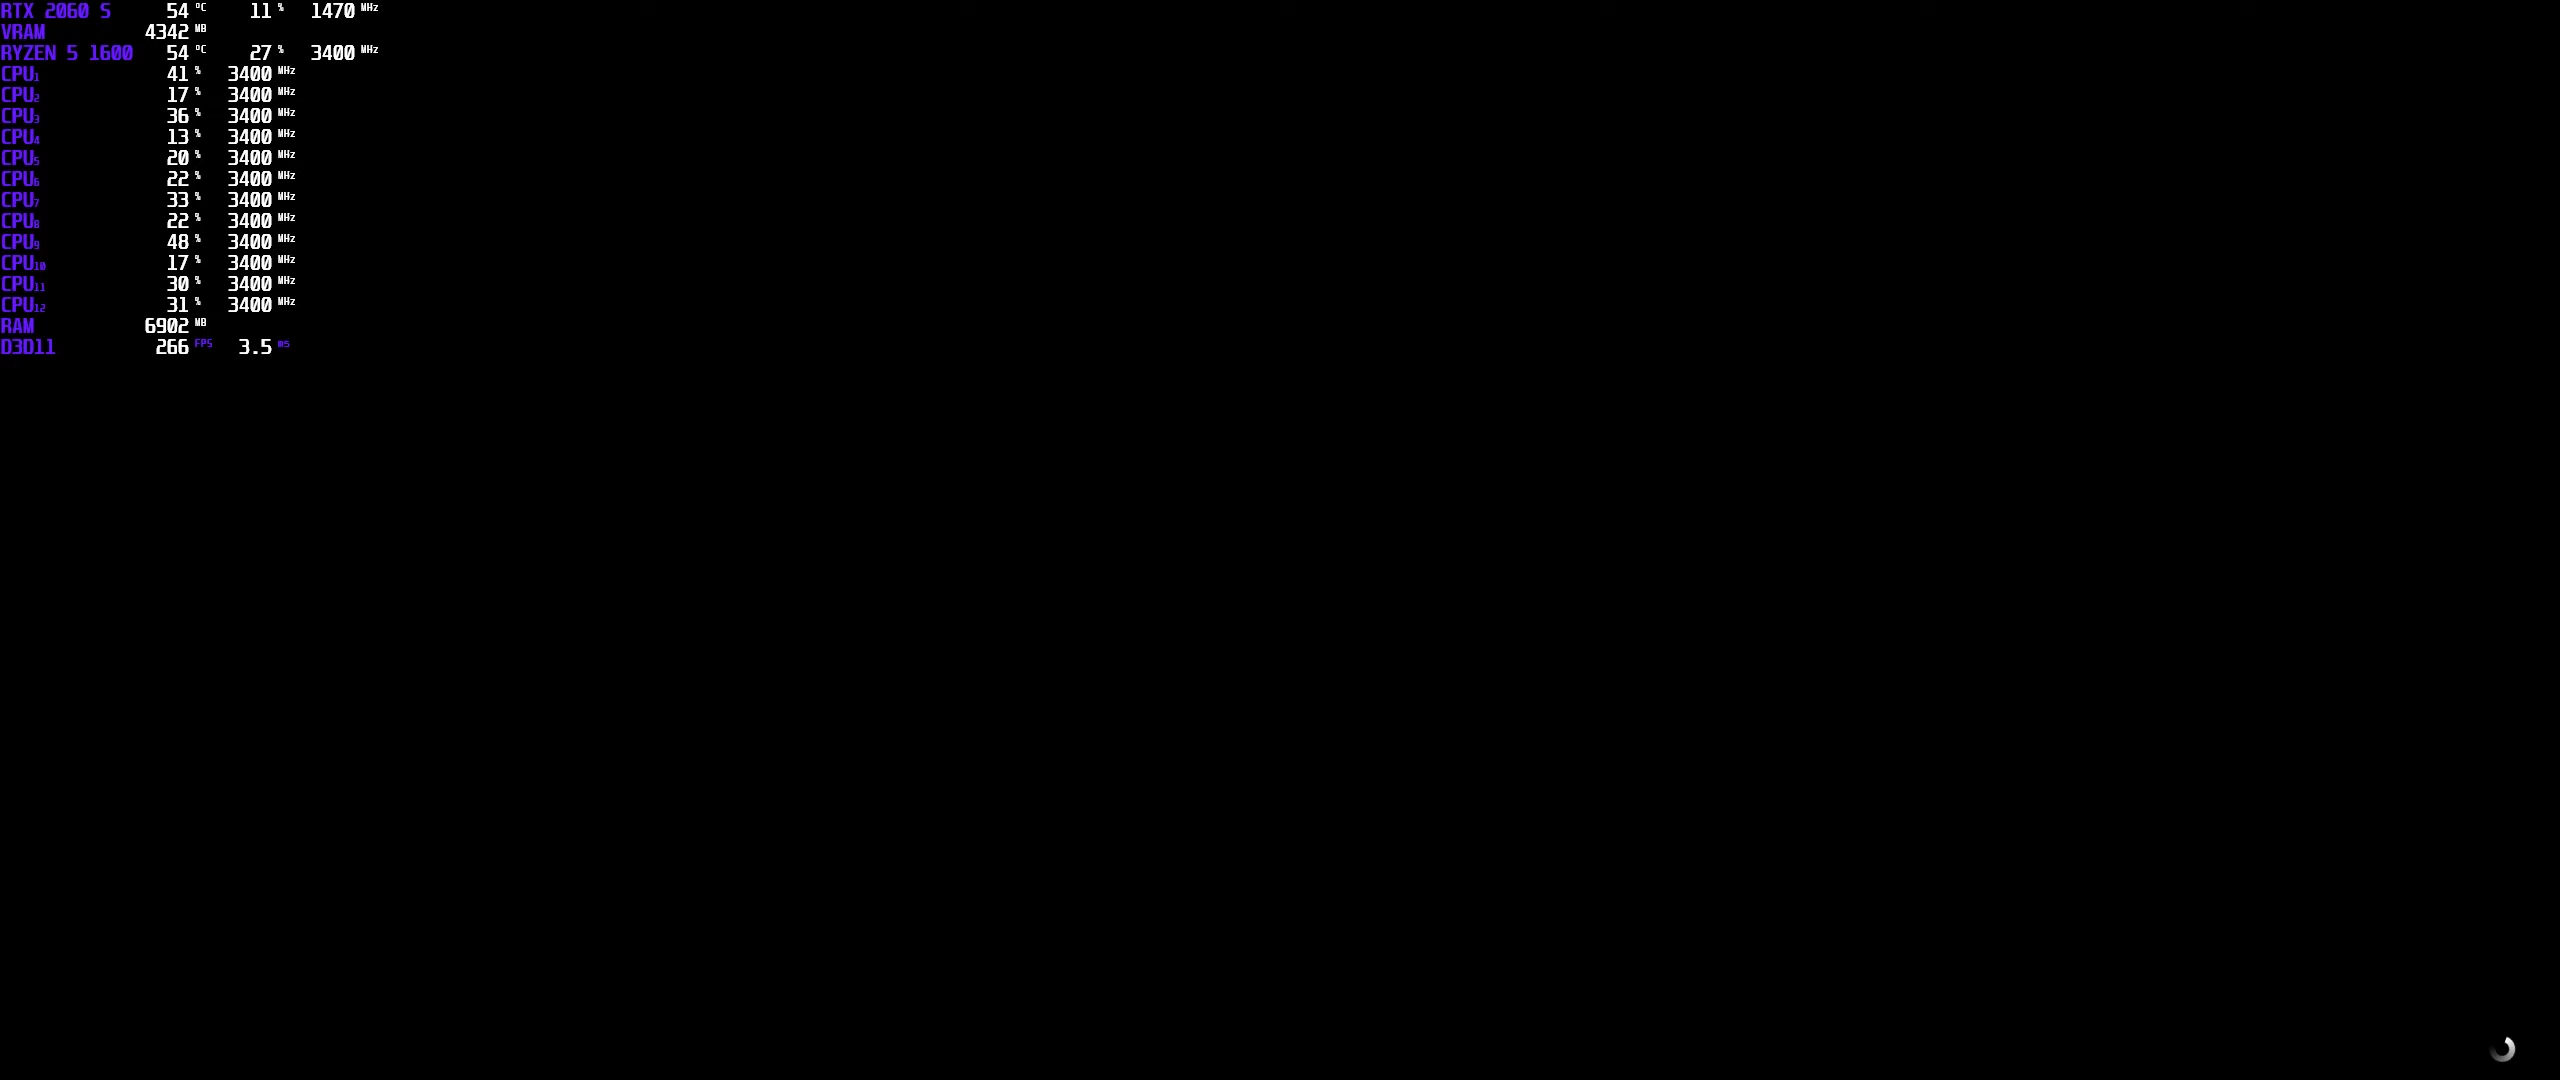 RTX 2060 S 54 °C 11 % 1470 MHz
VRAM 4342 MB
RYZEN 5 1600 54 °C 27 % 3400 MHz
CPU1 41 % 3400 MHz
CPU2 17 % 3400 MHz
CPU3 36 % 3400 MHz
CPU4 13 % 3400 MHz
CPU5 20 % 3400 MHz
CPU6 22 % 3400 MHz
CPU7 33 % 3400 MHz
CPU8 22 % 3400 MHz
CPU9 48 % 3400 MHz
CPU10 17 % 3400 MHz
CPU11 30 % 3400 MHz
CPU12 31 % 3400 MHz
RAM 6902 MB
D3D11 266 FPS 3.5 ms